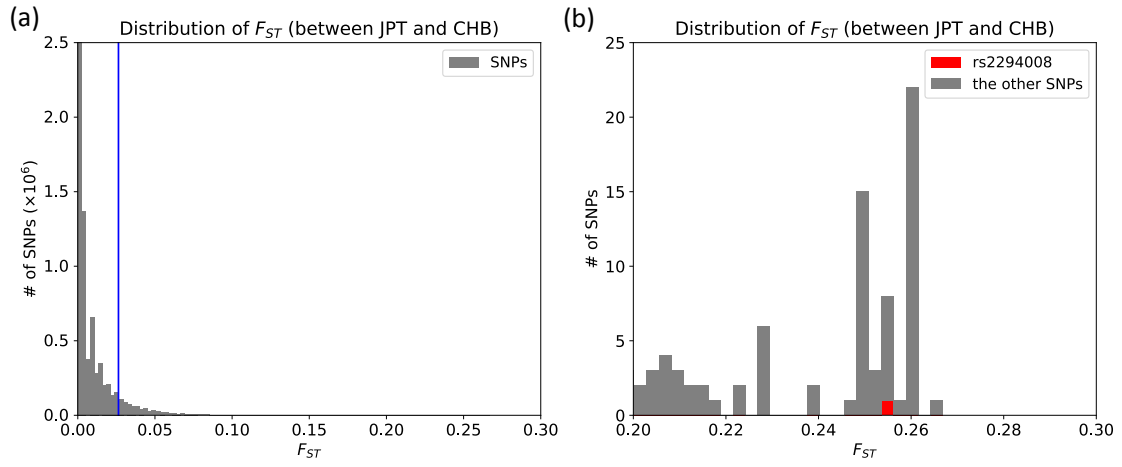 (a)
Distribution of F_ST (between JPT and CHB)
2.5
2.0
1.5
1.0
0.5
0.0
# of SNPs (×10^6)
SNPs
0.00 0.05 0.10 0.15 0.20 0.25 0.30
F_ST
(b)
Distribution of F_ST (between JPT and CHB)
25
20
15
10
5
0
# of SNPs
rs2294008
the other SNPs
0.20 0.22 0.24 0.26 0.28 0.30
F_ST